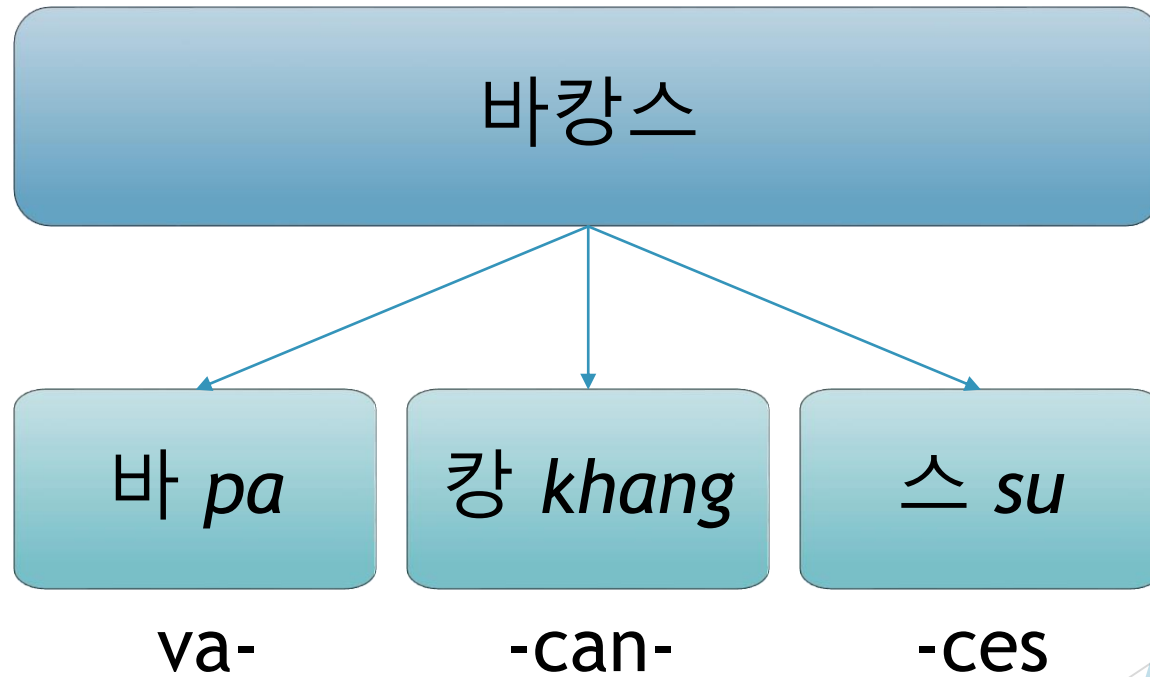 바캉스
바 pa 캉 khang 스 su
va- -can- -ces